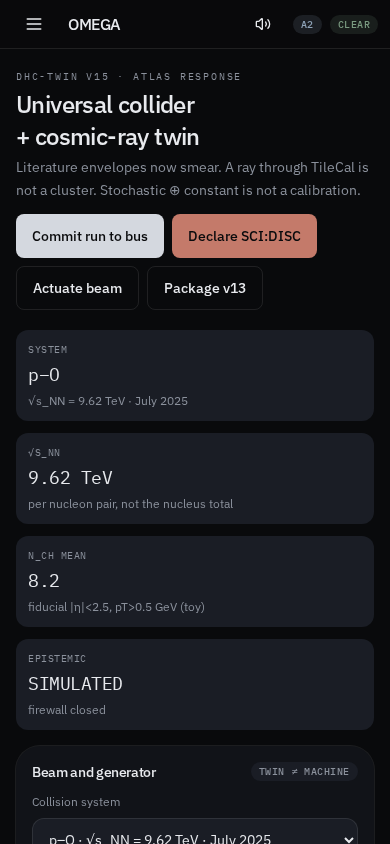 OMEGA
A2
CLEAR
DHC-TWIN V15 · ATLAS RESPONSE
Universal collider
+ cosmic-ray twin
Literature envelopes now smear. A ray through TileCal is
not a cluster. Stochastic ⊕ constant is not a calibration.
Commit run to bus
Declare SCI:DISC
Actuate beam
Package v13
SYSTEM
p–O
√s_NN = 9.62 TeV · July 2025
√S_NN
9.62 TeV
per nucleon pair, not the nucleus total
N_CH MEAN
8.2
fiducial |η|<2.5, pT>0.5 GeV (toy)
EPISTEMIC
SIMULATED
firewall closed
Beam and generator
TWIN ≠ MACHINE
Collision system
p–O · √s_NN = 9.62 TeV · July 2025